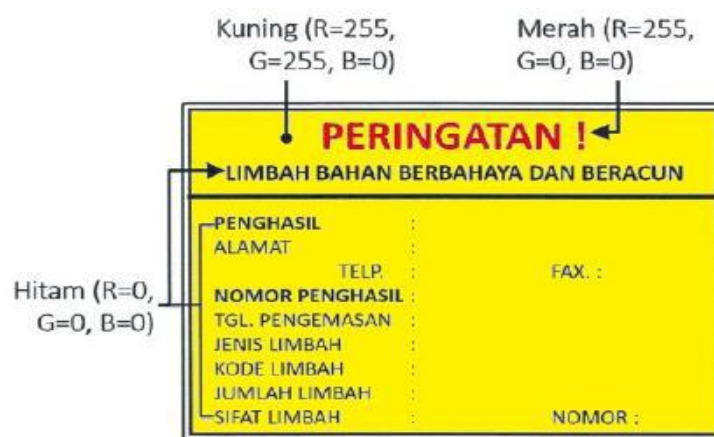 Kuning (R=255,
G=255, B=0)
Merah (R=255,
G=0, B=0)
PERINGATAN !
LIMBAH BAHAN BERBAHAYA DAN BERACUN
PENGHASIL :
ALAMAT :
TELP. : FAX. :
NOMOR PENGHASIL :
TGL. PENGEMASAN :
JENIS LIMBAH :
KODE LIMBAH :
JUMLAH LIMBAH :
SIFAT LIMBAH : NOMOR :
Hitam (R=0,
G=0, B=0)